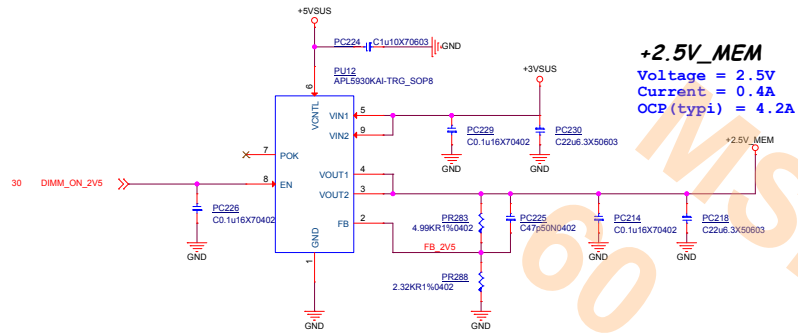 +5VSUS
PC224 C1u10X70603
GND
+2.5V_MEM
Voltage = 2.5V
Current = 0.4A
OCP(typi) = 4.2A
PU12
APL5930KAI-TRG_SOP8
+3VSUS
6
VCNTL
VIN1 5
VIN2 9
PC229
C0.1u16X70402
PC230
C22u6.3X50603
GND
GND
7 POK
+2.5V_MEM
30 DIMM_ON_2V5
8 EN
VOUT1 4
VOUT2 3
PC226
C0.1u16X70402
FB 2
FB_2V5
PR283
4.99KR1%0402
PC225
C47p50N0402
PC214
C0.1u16X70402
PC218
C22u6.3X50603
GND
GND
GND
GND
1
PR288
2.32KR1%0402
GND
GND
MS
60